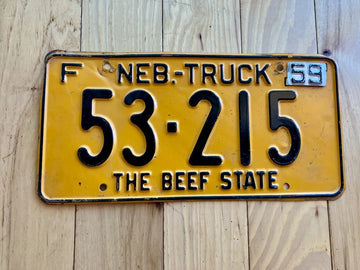 F NEB.-TRUCK 59
53-215
THE BEEF STATE